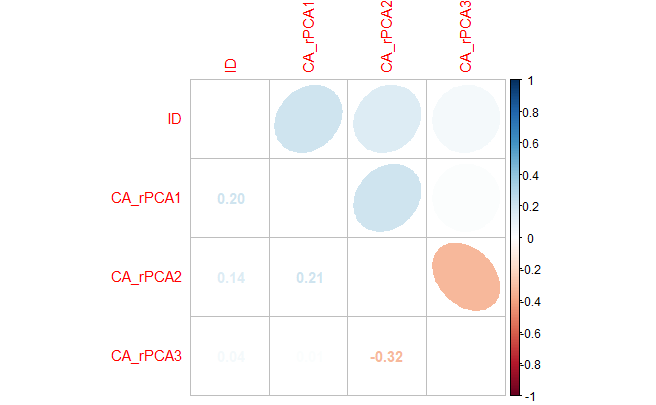 ID
CA_rPCA1
CA_rPCA2
CA_rPCA3
ID
CA_rPCA1 0.20
CA_rPCA2 0.14 0.21
CA_rPCA3 0.04 -0.32
1
0.8
0.6
0.4
0.2
0
-0.2
-0.4
-0.6
-0.8
-1